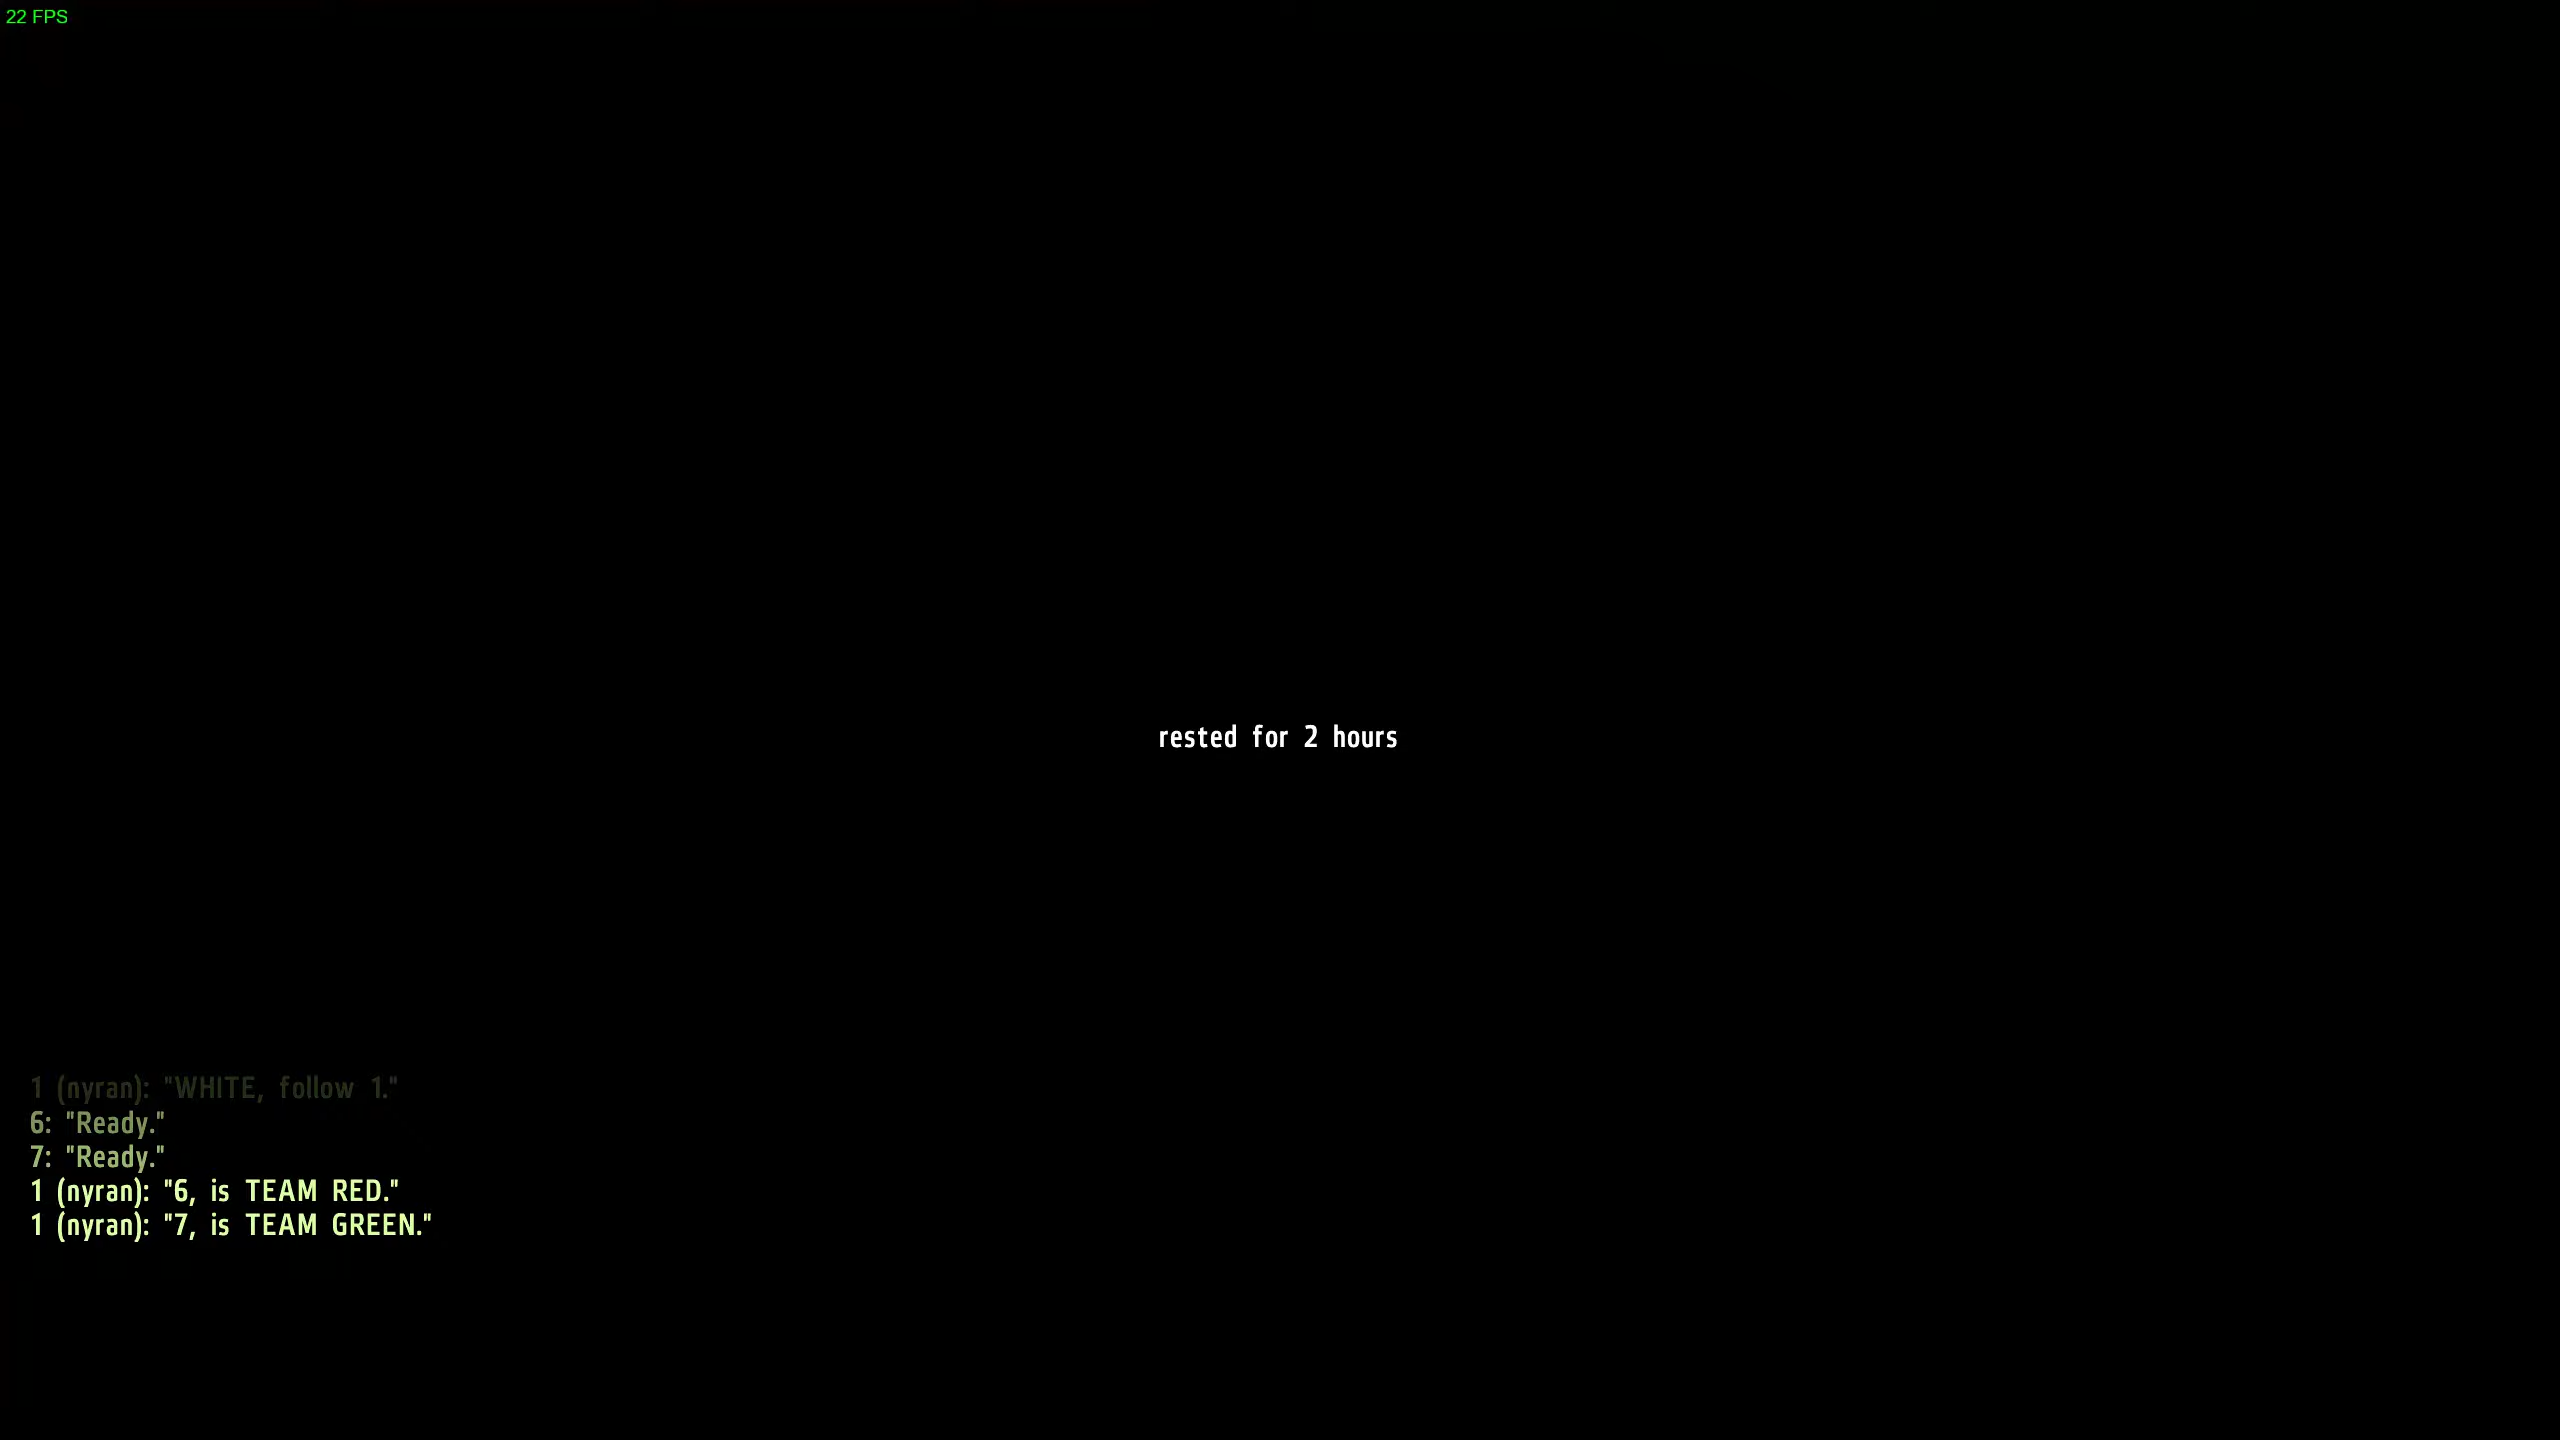 22 FPS
rested for 2 hours
1 (nyran): "WHITE, follow 1."
6: "Ready."
7: "Ready."
1 (nyran): "6, is TEAM RED."
1 (nyran): "7, is TEAM GREEN."